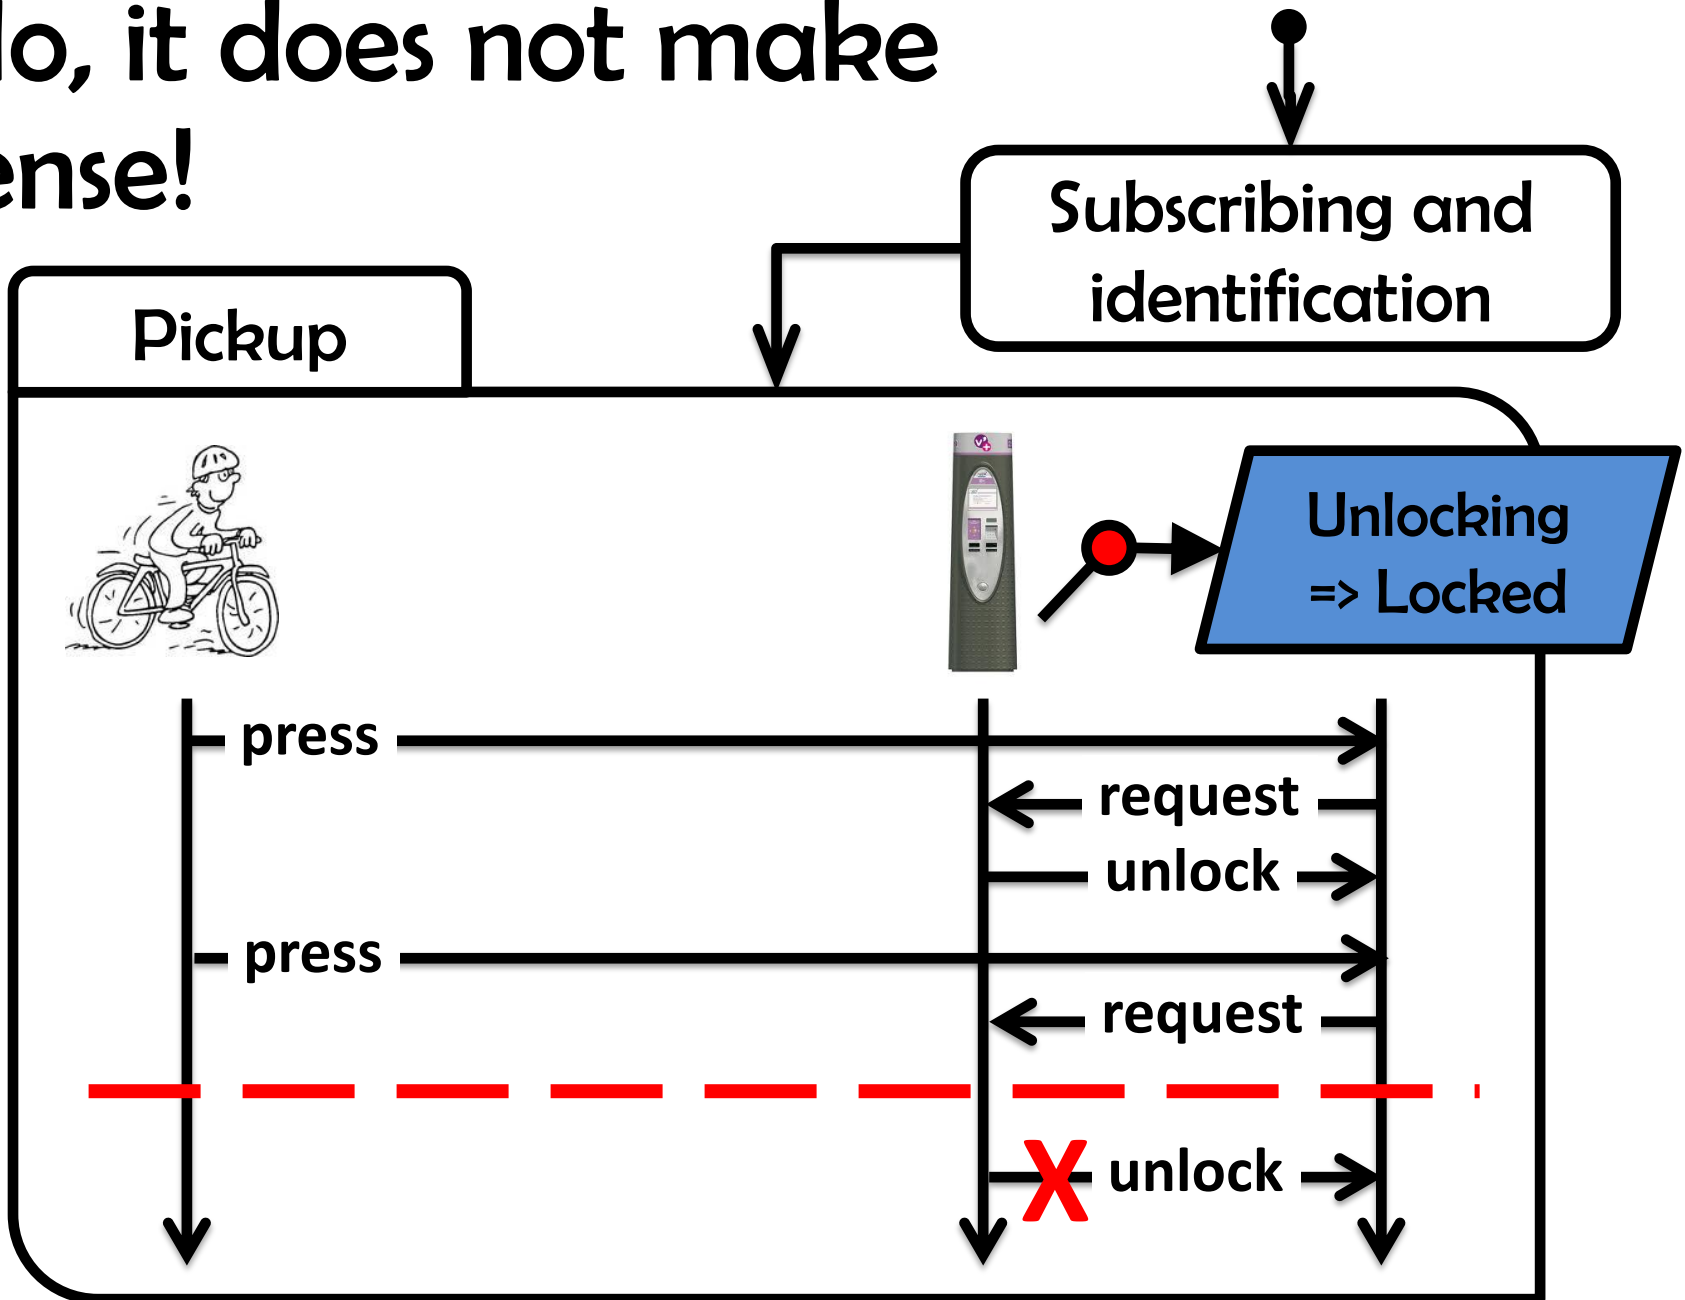 lo, it does not make
ense!
Subscribing and
identification
Pickup
Unlocking
=> Locked
press
request
unlock
press
request
X unlock